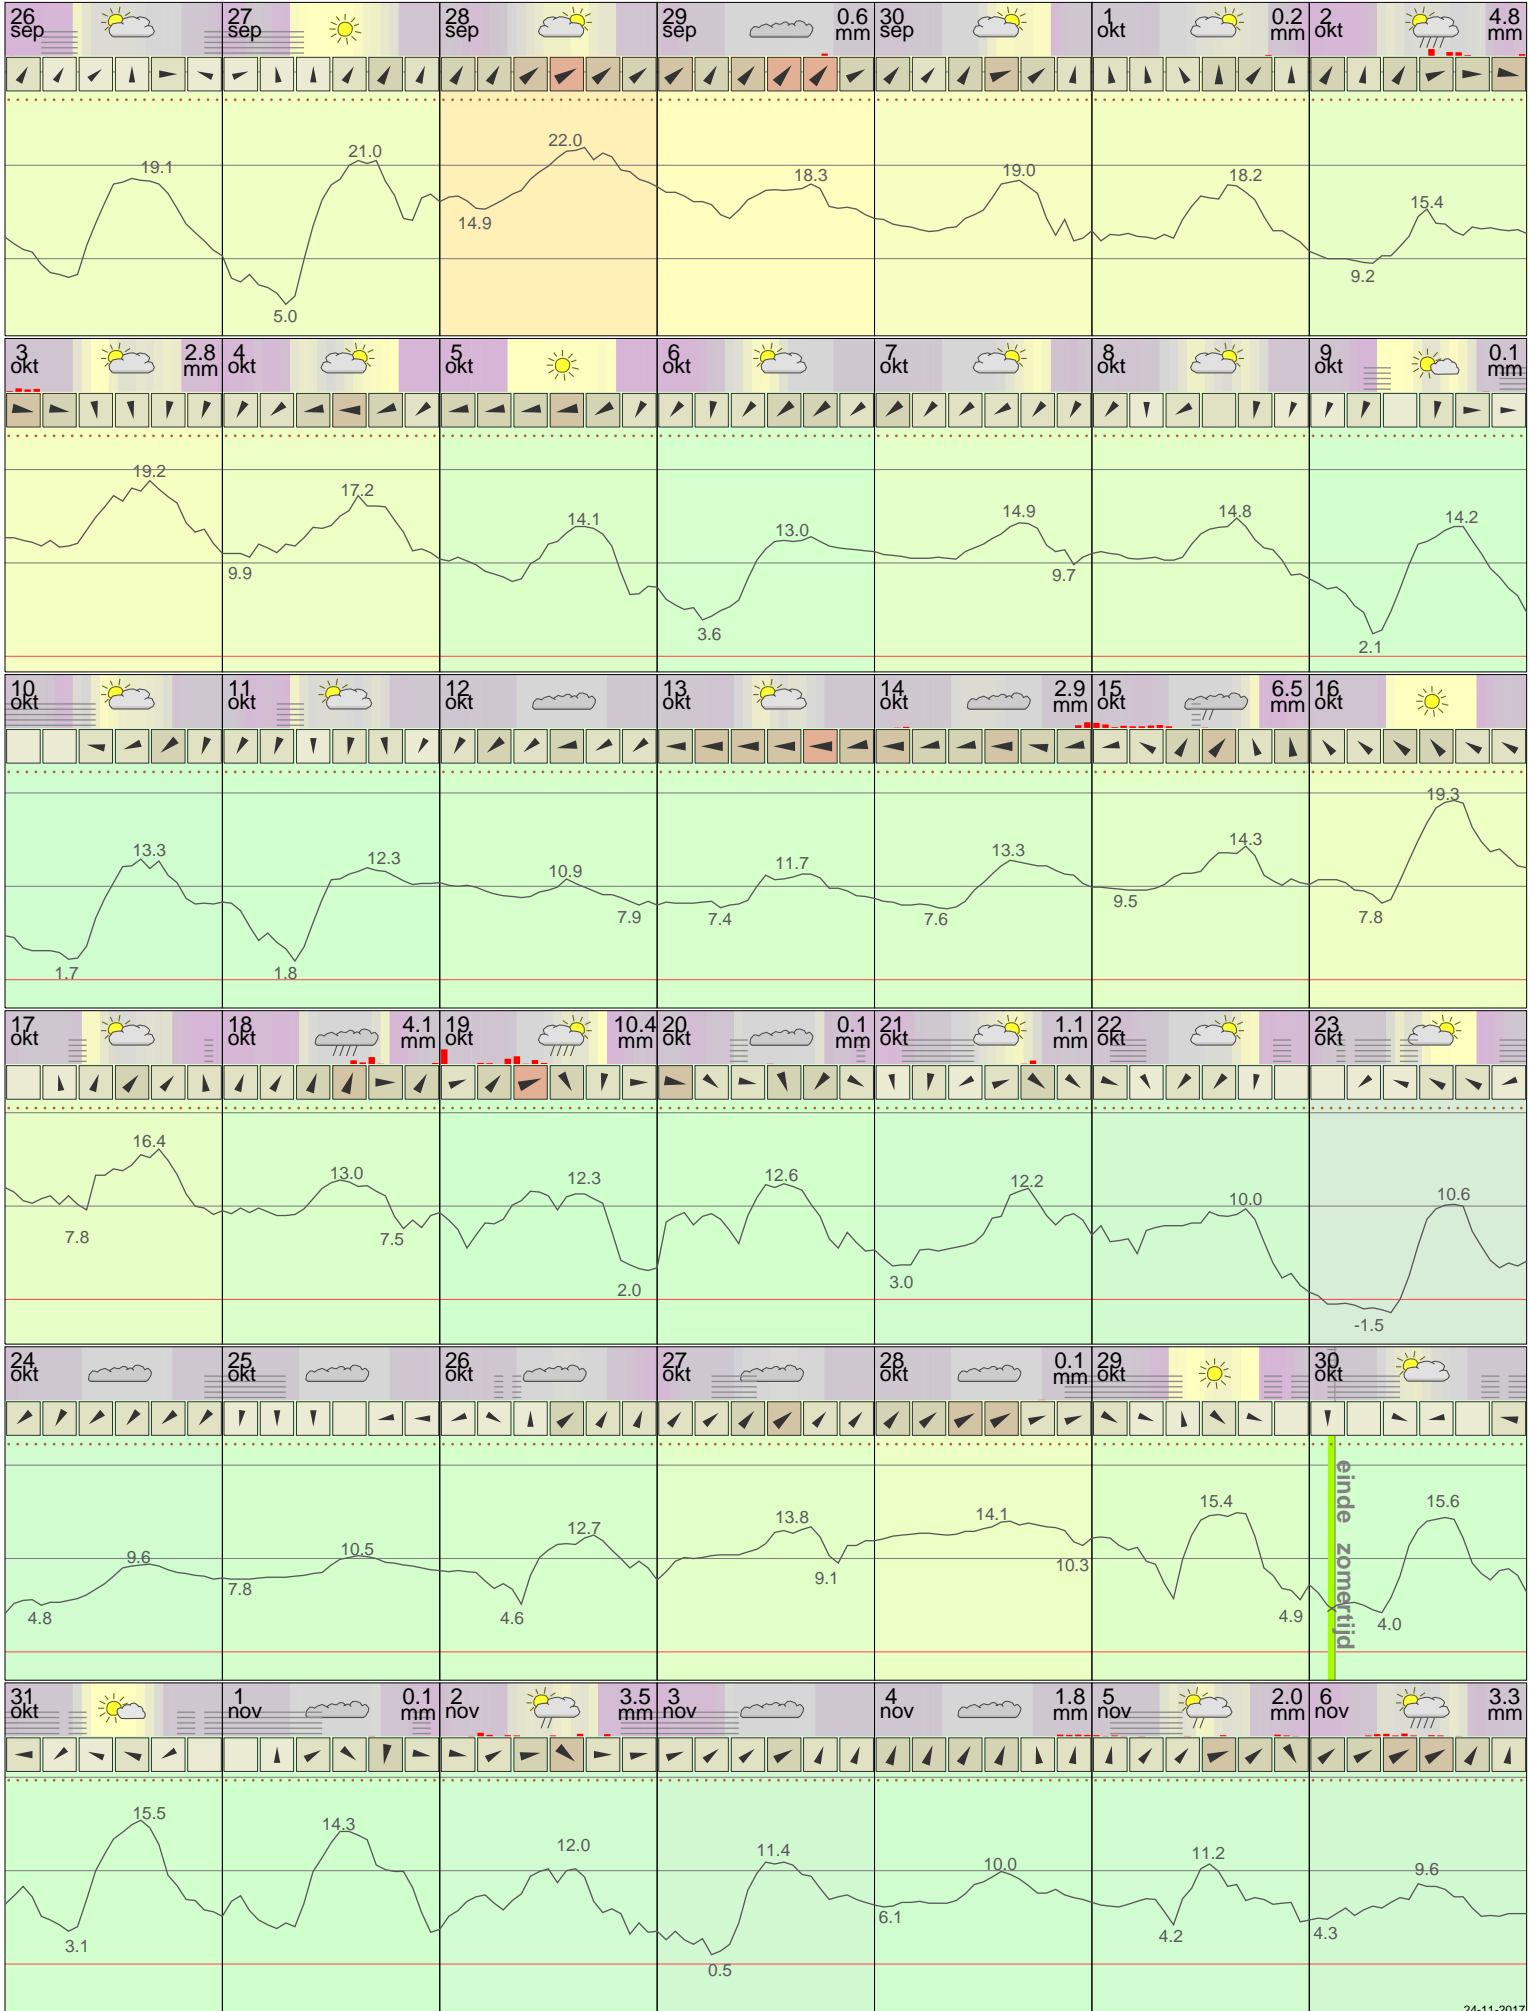 26 sep
27 sep
28 sep
29 sep 0.6 mm
30 sep
1 okt 0.2 mm
2 okt 4.8 mm
19.1
5.0 21.0
14.9 22.0
18.3
19.0
18.2
9.2 15.4
3 okt 2.8 mm
4 okt
5 okt
6 okt
7 okt
8 okt
9 okt 0.1 mm
19.2
9.9 17.2
14.1
3.6 13.0
14.9 9.7
14.8
2.1 14.2
10 okt
11 okt
12 okt
13 okt
14 okt 2.9 mm
15 okt 6.5 mm
16 okt
1.7 13.3
1.8 12.3
10.9 7.9
7.4 11.7
7.6 13.3
9.5 14.3
7.8 19.3
17 okt
18 okt 4.1 mm
19 okt 10.4 mm
20 okt 0.1 mm
21 okt 1.1 mm
22 okt
23 okt
7.8 16.4
13.0 7.5
12.3 2.0
12.6
3.0 12.2
10.0
-1.5 10.6
24 okt
25 okt
26 okt
27 okt
28 okt 0.1 mm
29 okt
30 okt
4.8 9.6
7.8 10.5
4.6 12.7
13.8 9.1
14.1 10.3
15.4 4.9
einde zomertijd
4.0 15.6
31 okt
1 nov 0.1 mm
2 nov 3.5 mm
3 nov
4 nov 1.8 mm
5 nov 2.0 mm
6 nov 3.3 mm
3.1 15.5
14.3
12.0
0.5 11.4
6.1 10.0
4.2 11.2
4.3 9.6
24-11-2017